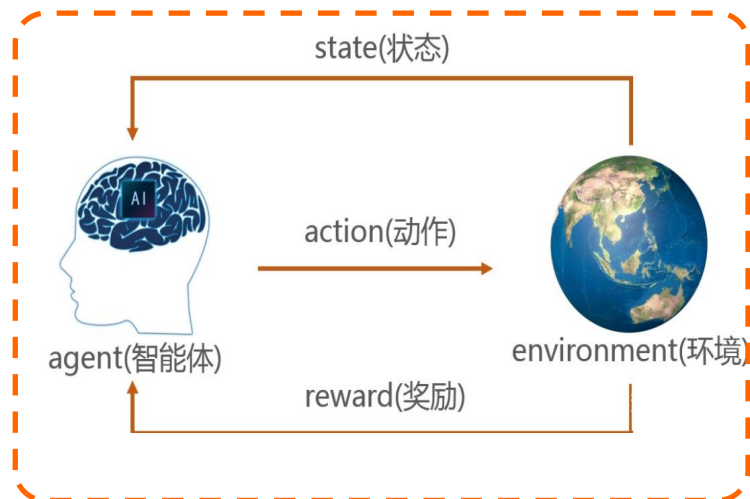 state(状态)
AI
action(动作)
agent(智能体)
environment(环境)
reward(奖励)